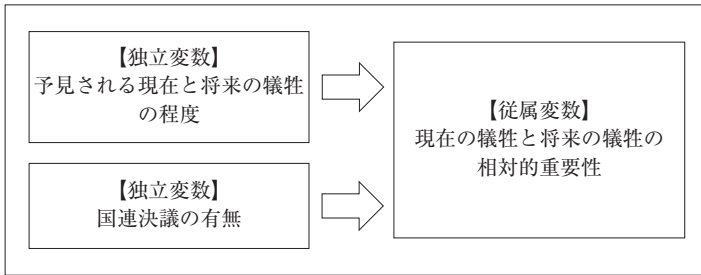 【独立変数】
予見される現在と将来の犠牲
の程度
【独立変数】
国連決議の有無
【従属変数】
現在の犠牲と将来の犠牲の
相対的重要性